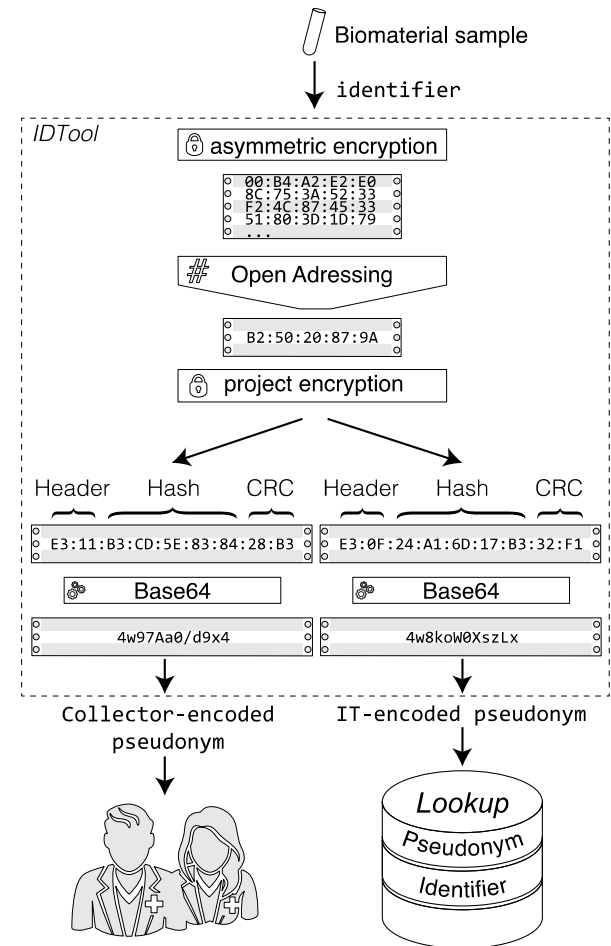 Biomaterial sample
identifier
IDTool
asymmetric encryption
00:B4:A2:E2:E0
8C:75:3A:52:33
F2:4C:87:45:33
51:80:3D:1D:79
...
# Open Adressing
B2:50:20:87:9A
project encryption
Header Hash CRC Header Hash CRC
E3:11:B3:CD:5E:83:84:28:B3 E3:0F:24:A1:6D:17:B3:32:F1
Base64 Base64
4w97Aa0/d9x4 4w8koW0XszLx
Collector-encoded pseudonym
IT-encoded pseudonym
Lookup
Pseudonym
Identifier